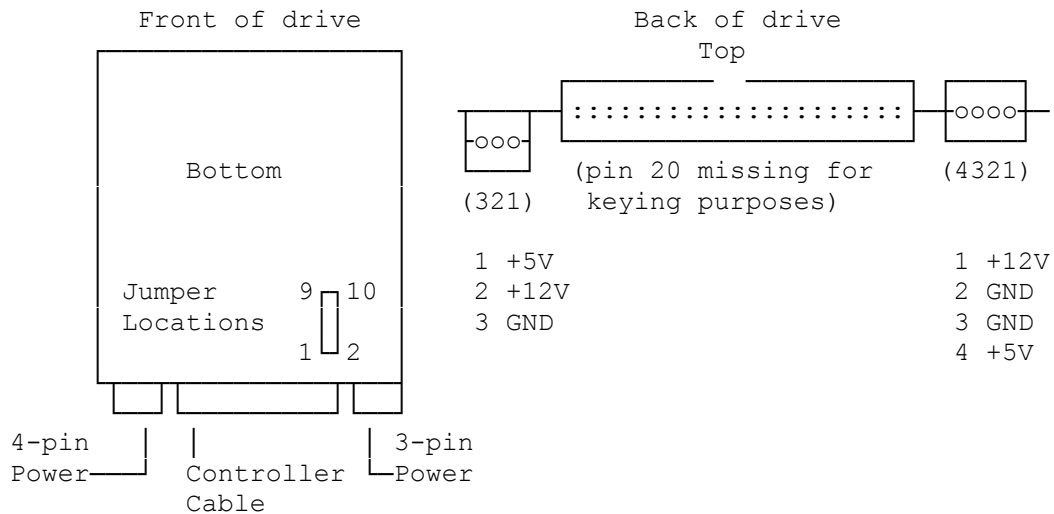 Front of drive
Back of drive
Top
Bottom
(pin 20 missing for
keying purposes)
(321)
(4321)
1 +5V
2 +12V
3 GND
1 +12V
2 GND
3 GND
4 +5V
Jumper
Locations
9 10
1 2
4-pin
Power
Controller
Cable
3-pin
Power